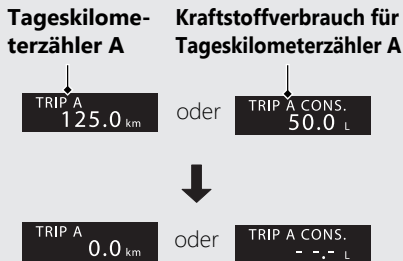 Tageskilome-
terzähler A
Kraftstoffverbrauch für
Tageskilometerzähler A
TRIP A
125.0 km
oder
TRIP A CONS.
50.0 L
TRIP A
0.0 km
oder
TRIP A CONS.
- -.- L